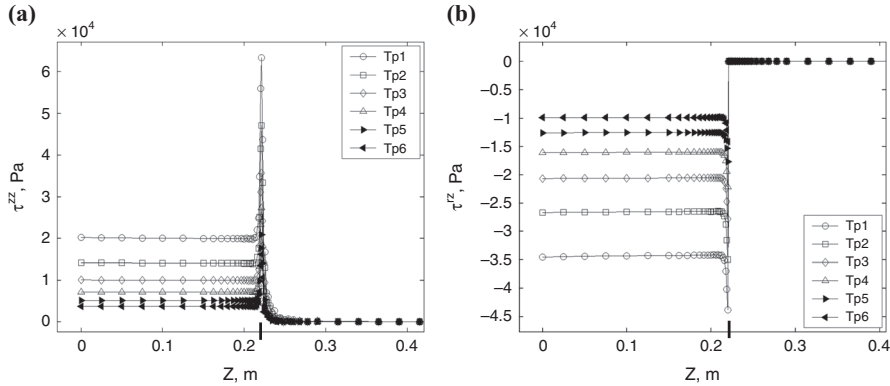 (a)
× 10⁴
6
5
4
3
2
1
0
τzz, Pa
0
0.1
0.2
0.3
0.4
Z, m
Tp1
Tp2
Tp3
Tp4
Tp5
Tp6
(b)
× 10⁴
0
−0.5
−1
−1.5
−2
−2.5
−3
−3.5
−4
−4.5
τrz, Pa
0
0.1
0.2
0.3
0.4
Z, m
Tp1
Tp2
Tp3
Tp4
Tp5
Tp6